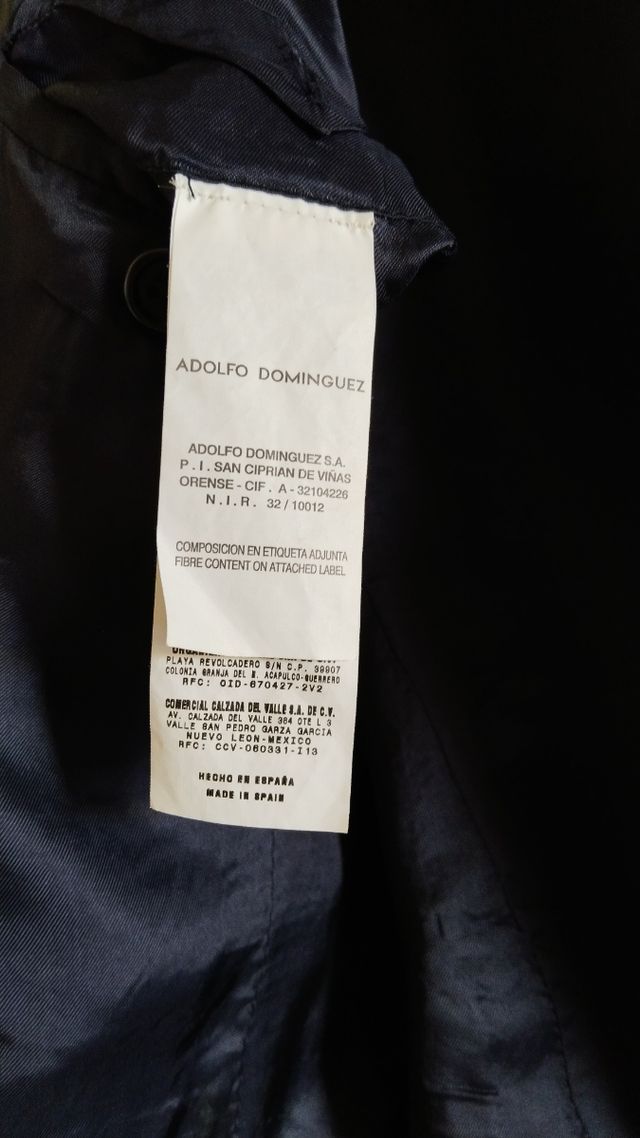 ADOLFO DOMINGUEZ
ADOLFO DOMINGUEZ S.A.
P.I. SAN CIPRIAN DE VIÑAS
ORENSE - CIF. A - 32104226
N.I.R. 32 / 10012
COMPOSICION EN ETIQUETA ADJUNTA
FIBRE CONTENT ON ATTACHED LABEL
PLAYA REVOLCADERO S/N C.P. 39907
COLONIA GRANJA DEL M. ACAPULCO-GUERRERO
RFC: OID-670427-2V2
COMERCIAL CALZADA DEL VALLE S.A. DE C.V.
AV. CALZADA DEL VALLE 384 OTE L 3
VALLE SAN PEDRO GARZA GARCIA
NUEVO LEON-MEXICO
RFC: CCV-060331-I13
HECHO EN ESPAÑA
MADE IN SPAIN